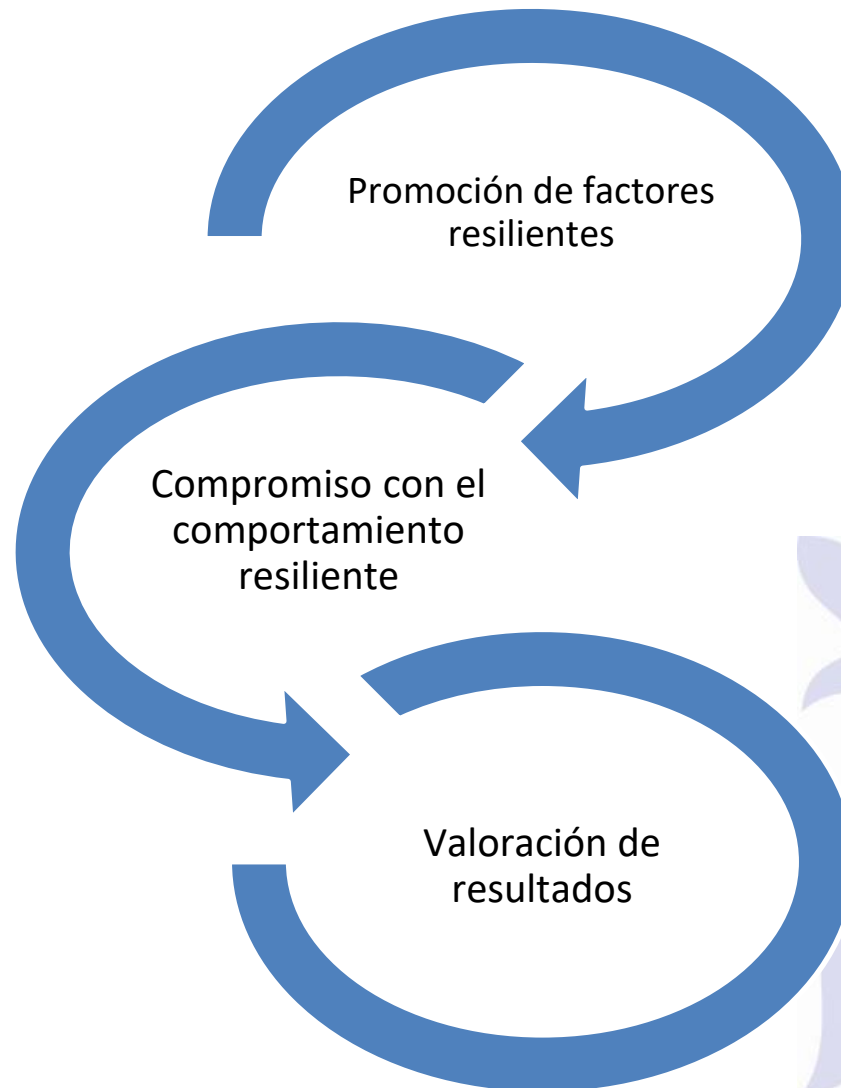 Promoción de factores
resilientes
Compromiso con el
comportamiento
resiliente
Valoración de
resultados